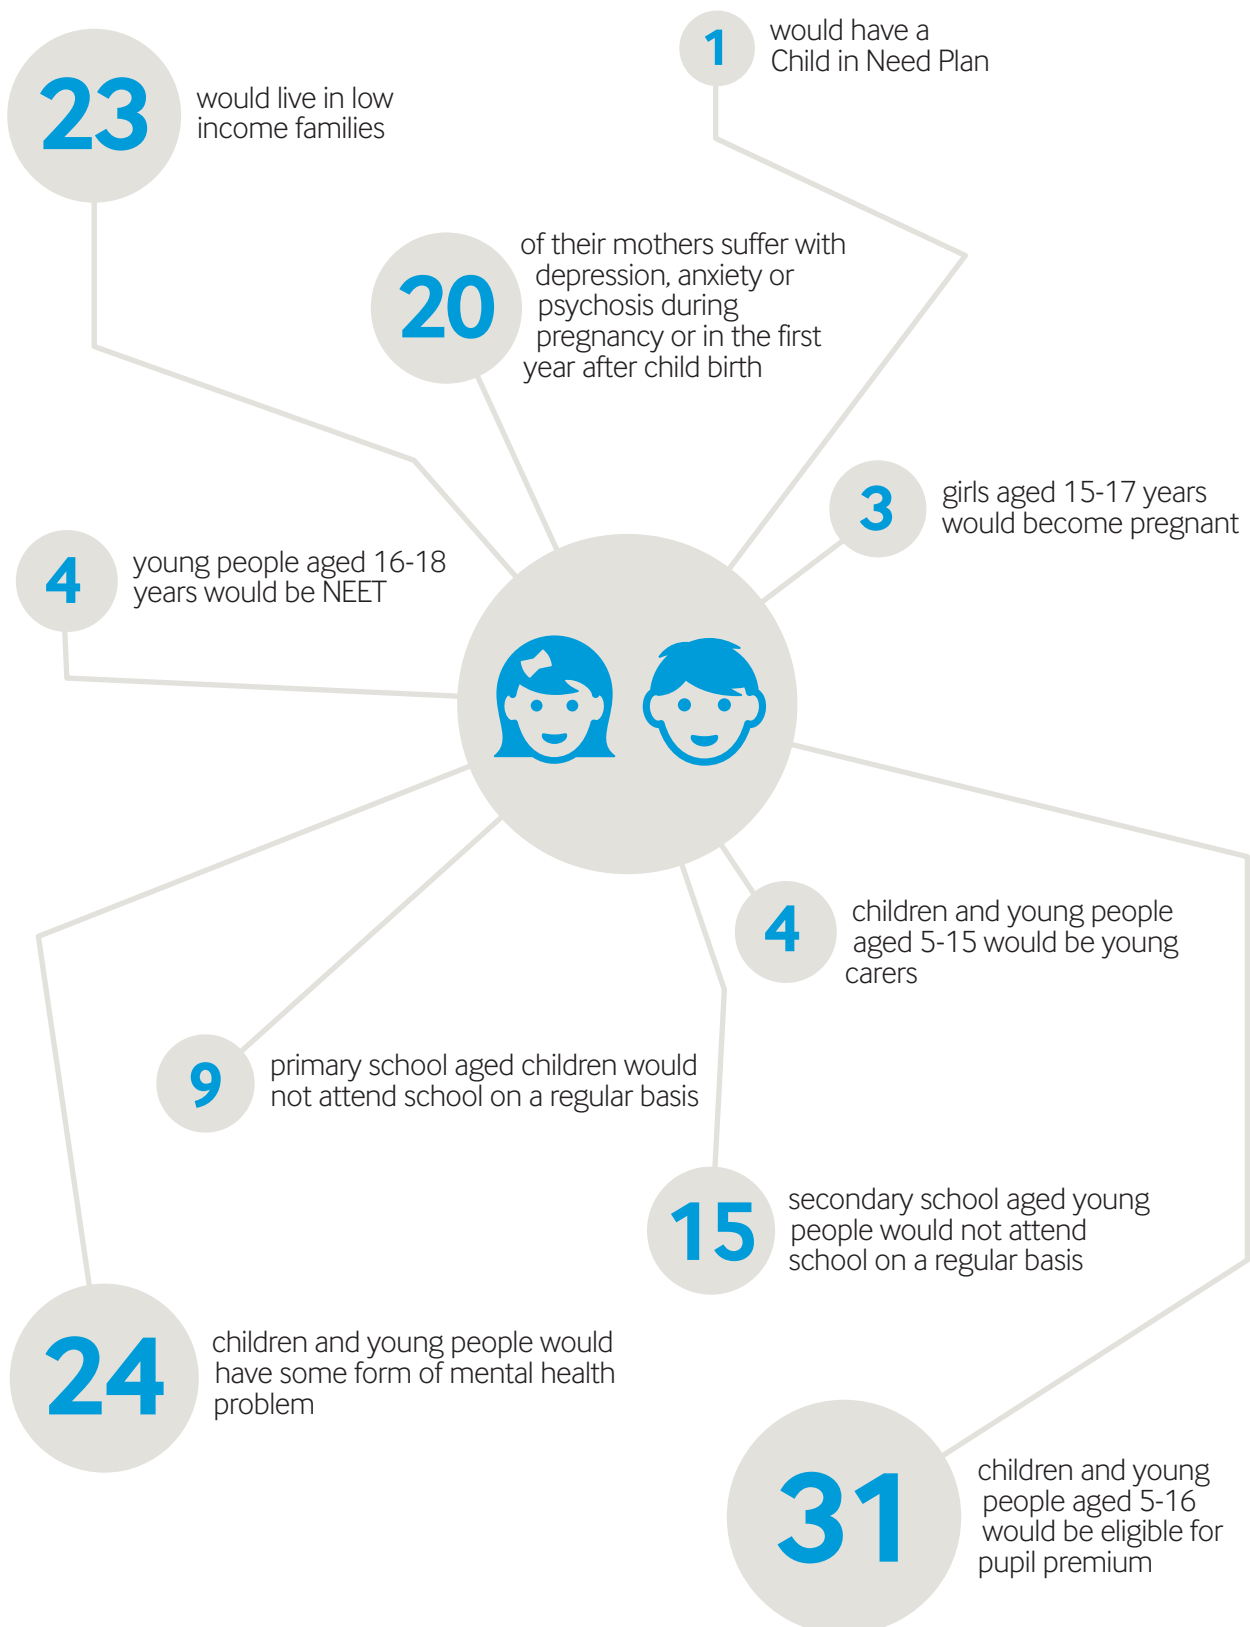 1
would have a
Child in Need Plan
23
would live in low
income families
20
of their mothers suffer with
depression, anxiety or
psychosis during
pregnancy or in the first
year after child birth
3
girls aged 15-17 years
would become pregnant
4
young people aged 16-18
years would be NEET
4
children and young people
aged 5-15 would be young
carers
9
primary school aged children would
not attend school on a regular basis
15
secondary school aged young
people would not attend
school on a regular basis
24
children and young people would
have some form of mental health
problem
31
children and young
people aged 5-16
would be eligible for
pupil premium